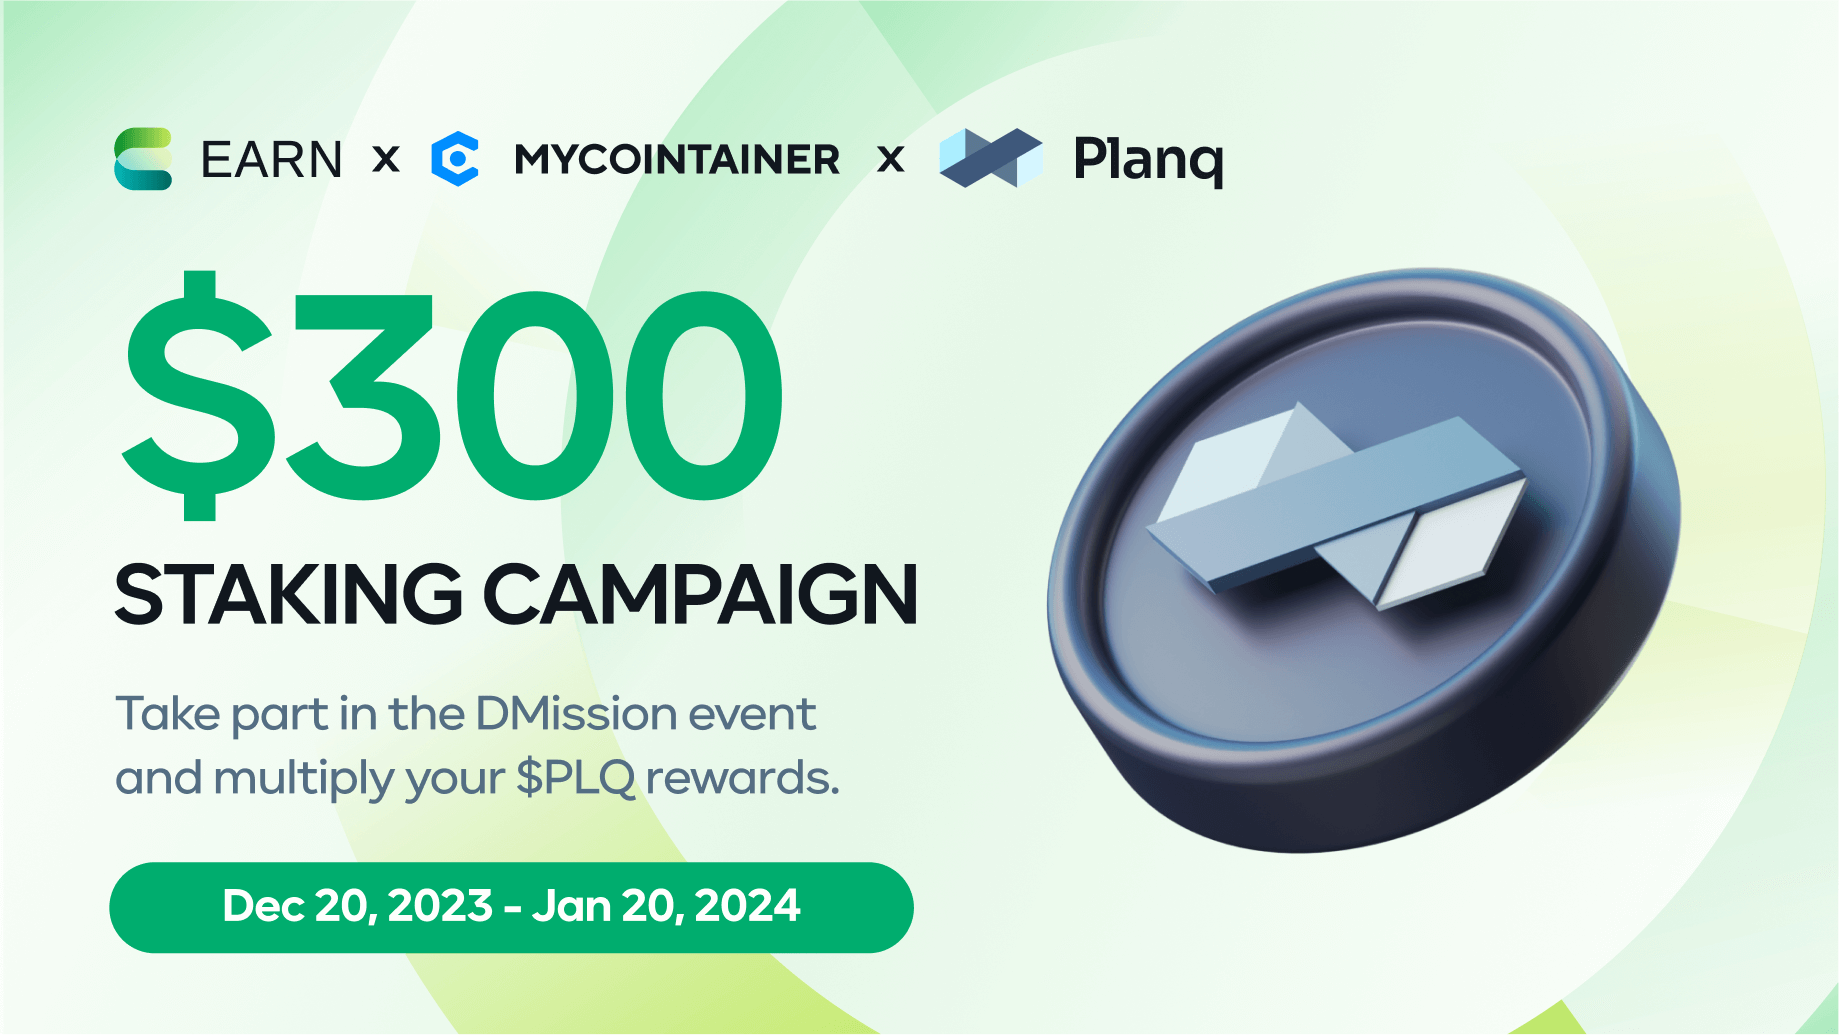 EARN x MYCOINTAINER x Planq
$300
STAKING CAMPAIGN
Take part in the DMission event
and multiply your $PLQ rewards.
Dec 20, 2023 - Jan 20, 2024